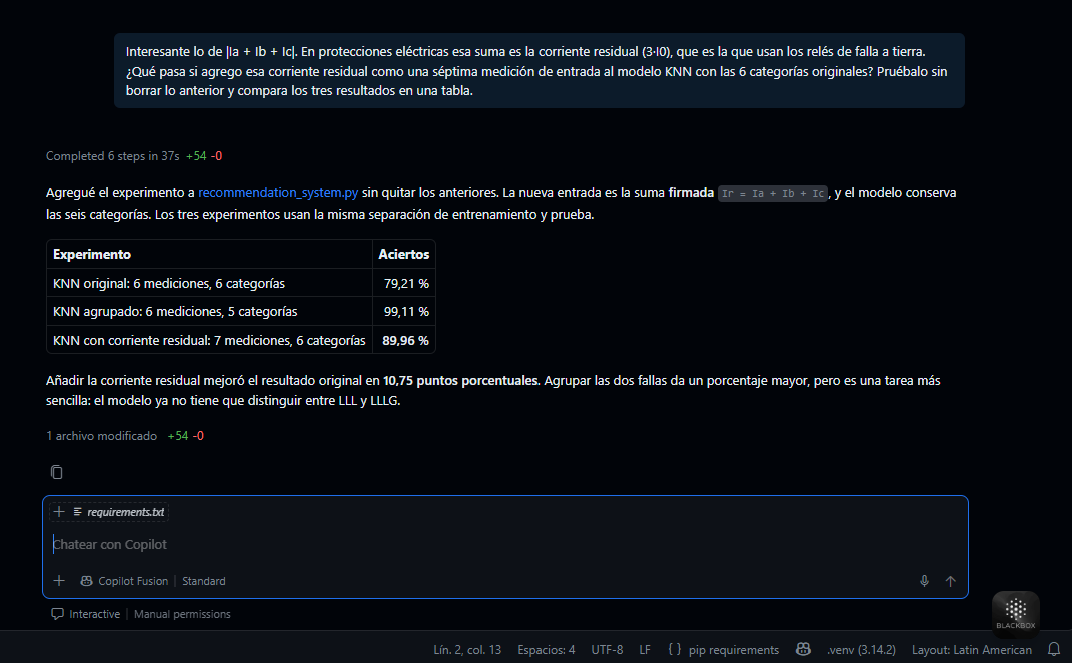 Interesante lo de |Ia + Ib + Ic|. En protecciones eléctricas esa suma es la corriente residual (3·I0), que es la que usan los relés de falla a tierra.
¿Qué pasa si agrego esa corriente residual como una séptima medición de entrada al modelo KNN con las 6 categorías originales? Pruébalo sin
borrar lo anterior y compara los tres resultados en una tabla.
Completed 6 steps in 37s +54 -0
Agregué el experimento a recommendation_system.py sin quitar los anteriores. La nueva entrada es la suma firmada Ir = Ia + Ib + Ic, y el modelo conserva
las seis categorías. Los tres experimentos usan la misma separación de entrenamiento y prueba.
Experimento Aciertos
KNN original: 6 mediciones, 6 categorías 79,21 %
KNN agrupado: 6 mediciones, 5 categorías 99,11 %
KNN con corriente residual: 7 mediciones, 6 categorías 89,96 %
Añadir la corriente residual mejoró el resultado original en 10,75 puntos porcentuales. Agrupar las dos fallas da un porcentaje mayor, pero es una tarea más
sencilla: el modelo ya no tiene que distinguir entre LLL y LLLG.
1 archivo modificado +54 -0
requirements.txt
Chatear con Copilot
Copilot Fusion | Standard
Interactive | Manual permissions
BLACKBOX
Lín. 2, col. 13 Espacios: 4 UTF-8 LF { } pip requirements .venv (3.14.2) Layout: Latin American